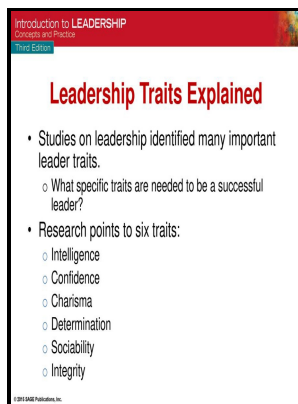 Introduction to LEADERSHIP
Concepts and Practice
Third Edition
Leadership Traits Explained
• Studies on leadership identified many important
leader traits.
o What specific traits are needed to be a successful
leader?
• Research points to six traits:
o Intelligence
o Confidence
o Charisma
o Determination
o Sociability
o Integrity
© 2015 SAGE Publications, Inc.